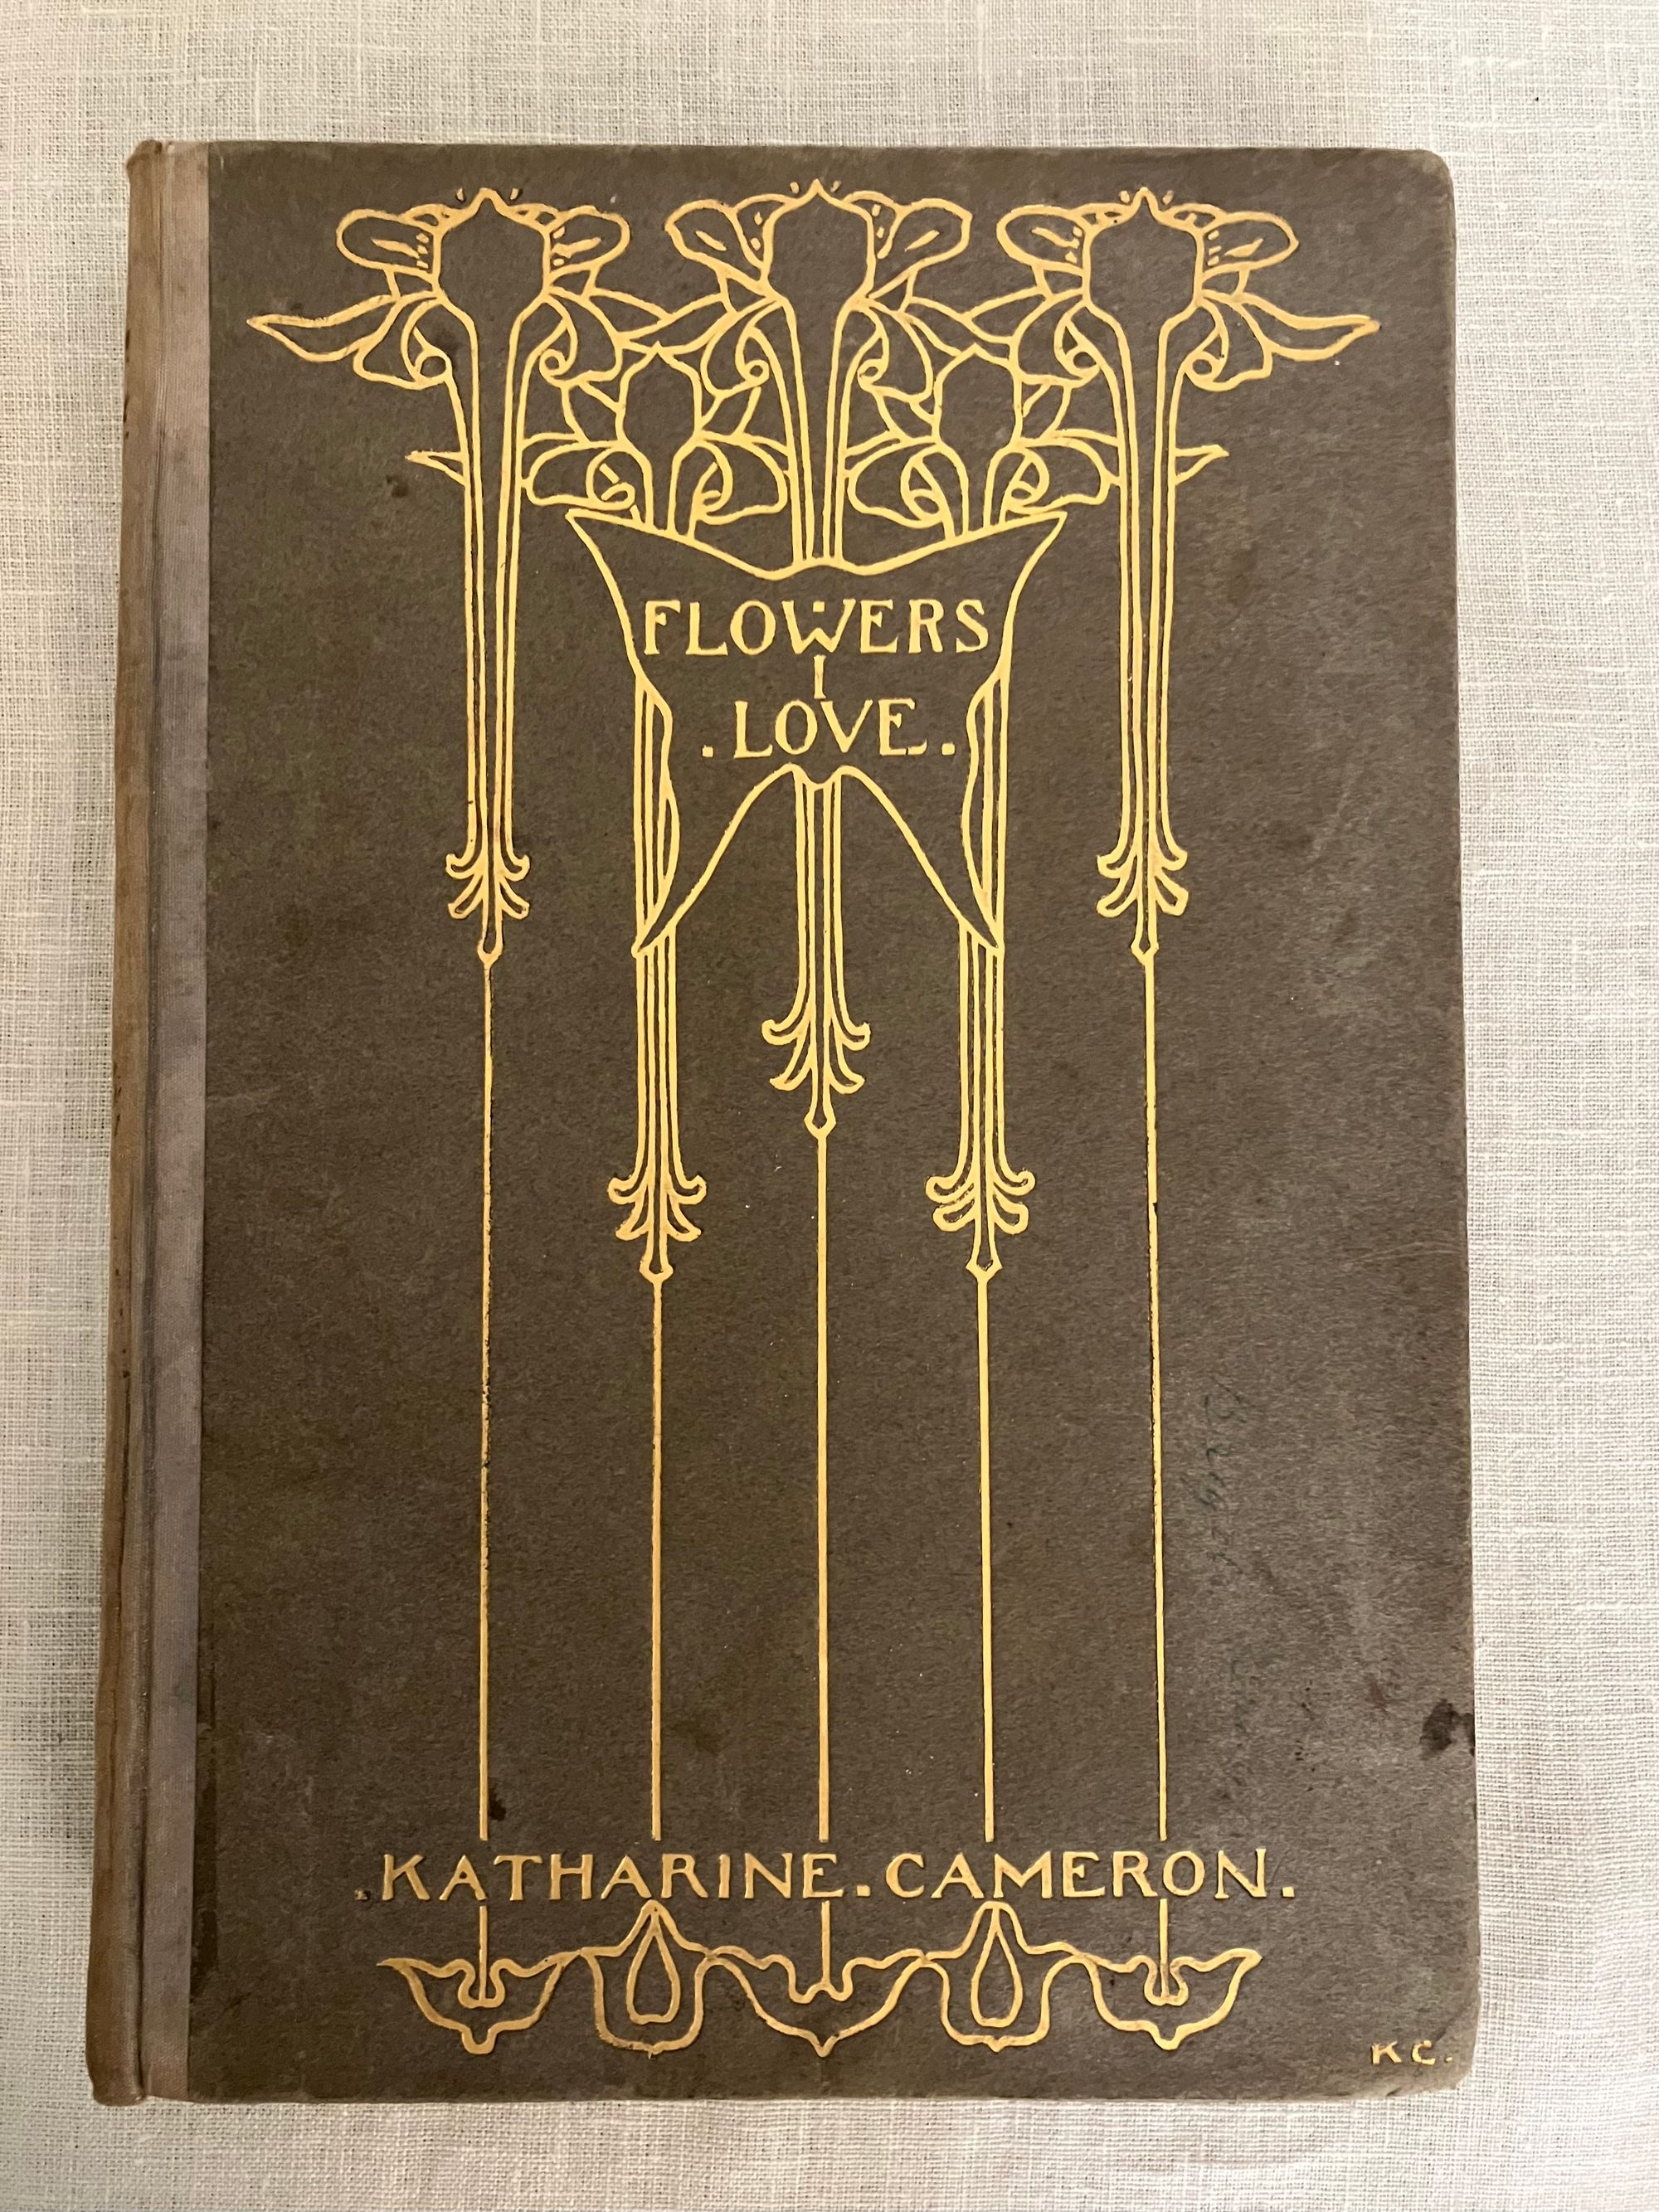 FLOWERS
I
.LOVE.
.KATHARINE.CAMERON.
KC.